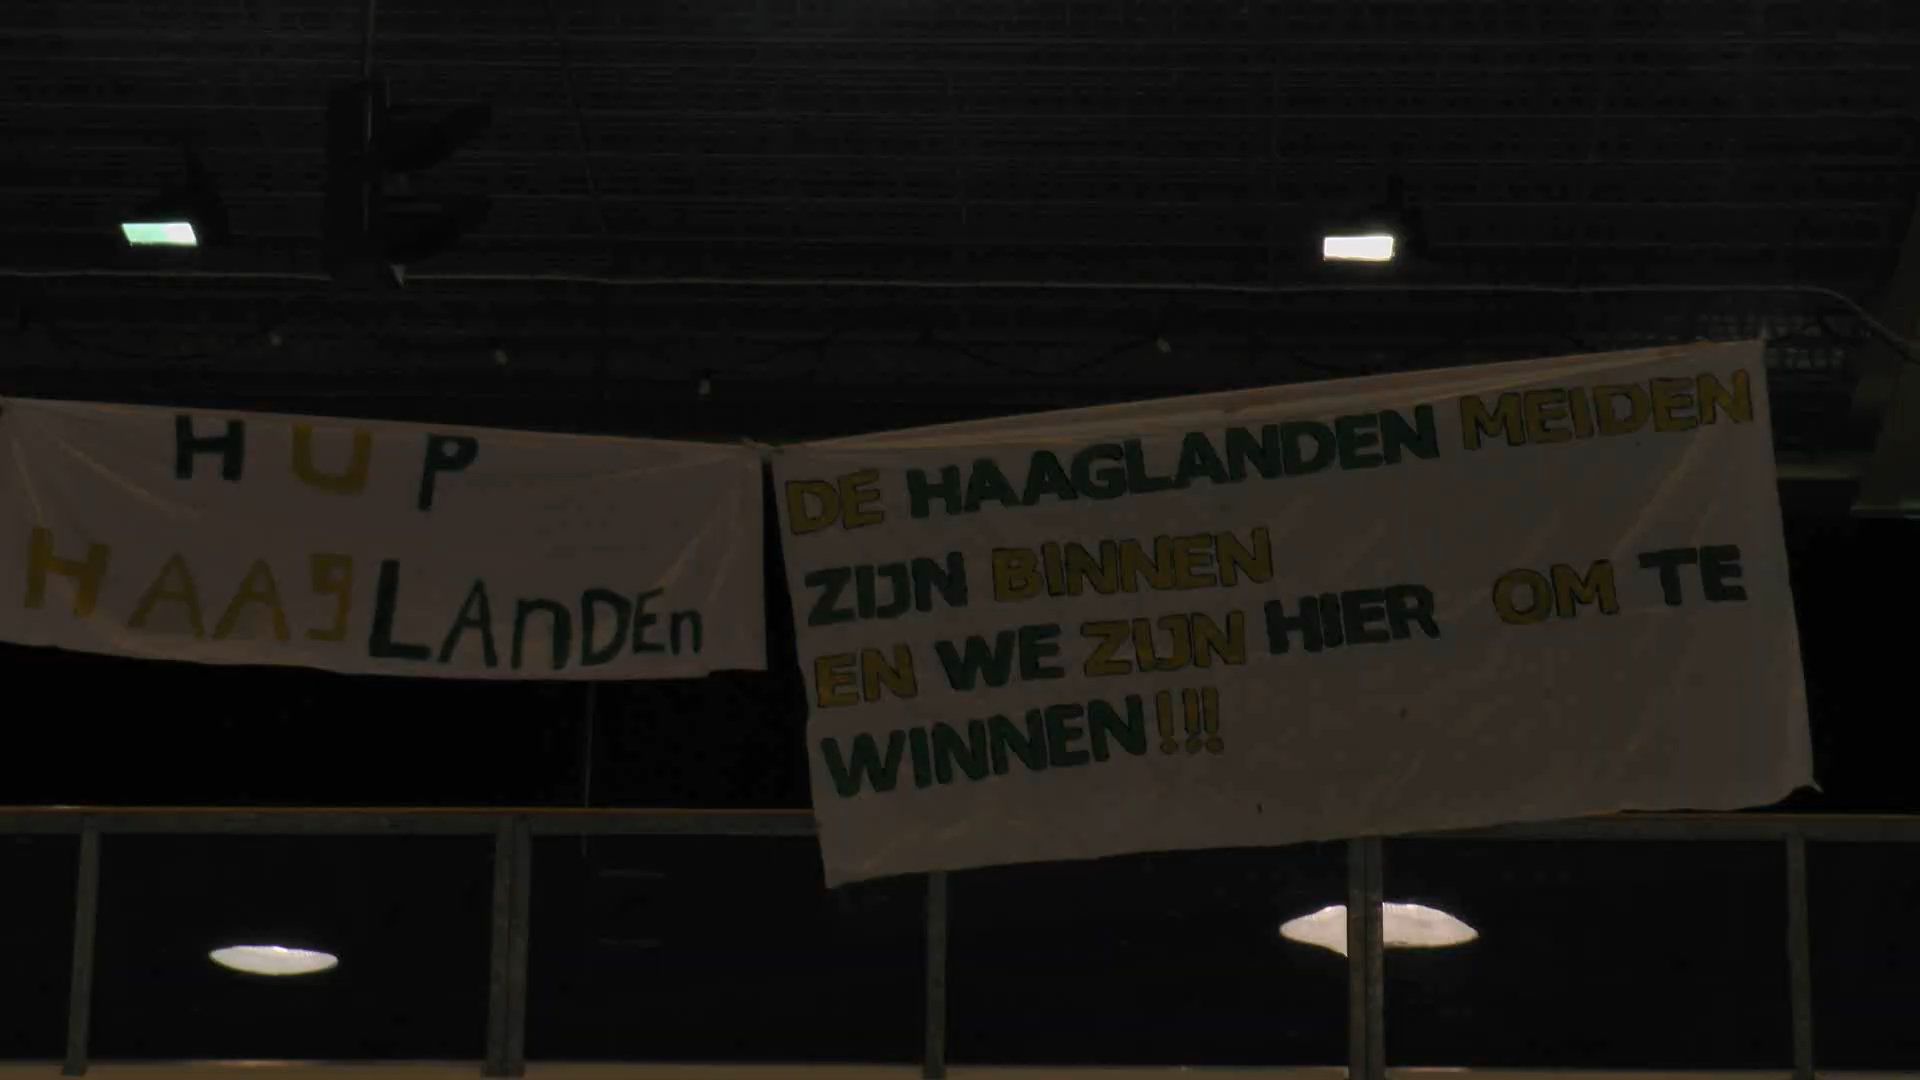 HUP
HAAgLAnDEn
DE HAAGLANDEN MEIDEN
ZIJN BINNEN
EN WE ZIJN HIER OM TE
WINNEN!!!